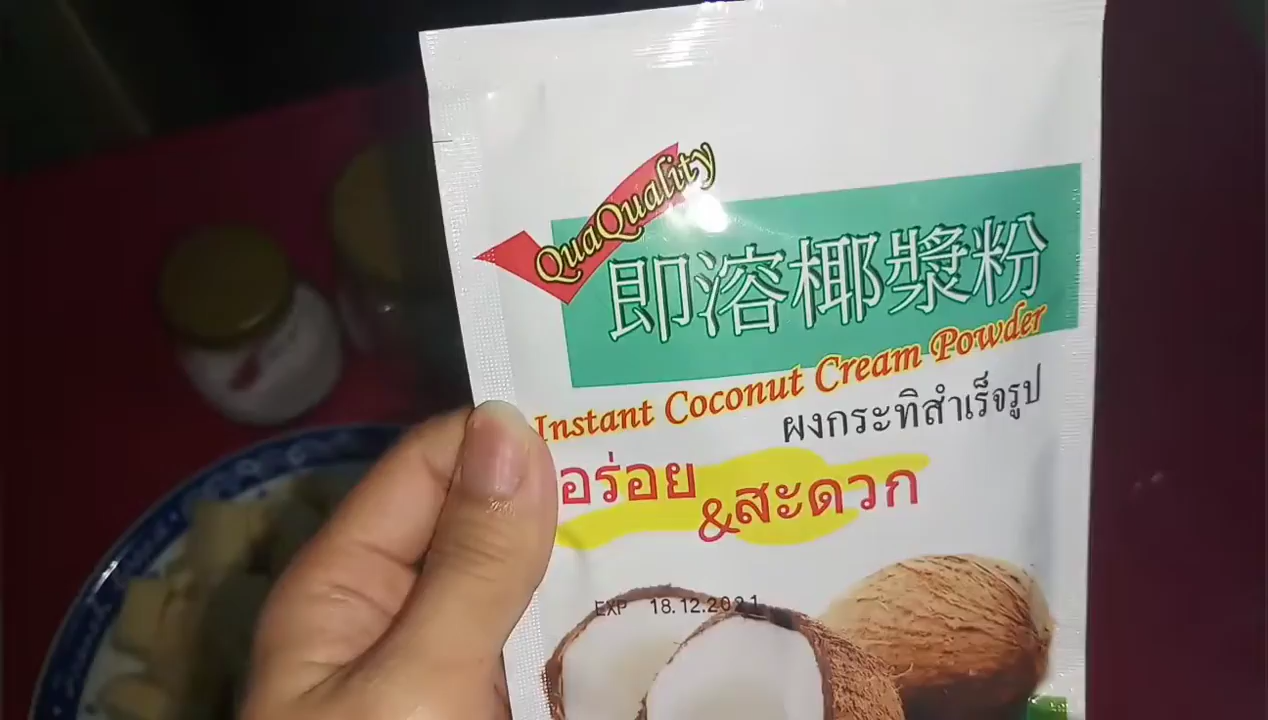 QuaQuality
即溶椰漿粉
Instant Coconut Cream Powder
ผงกะทิสำเร็จรูป
อร่อย
&สะดวก
EXP 18.12.2021